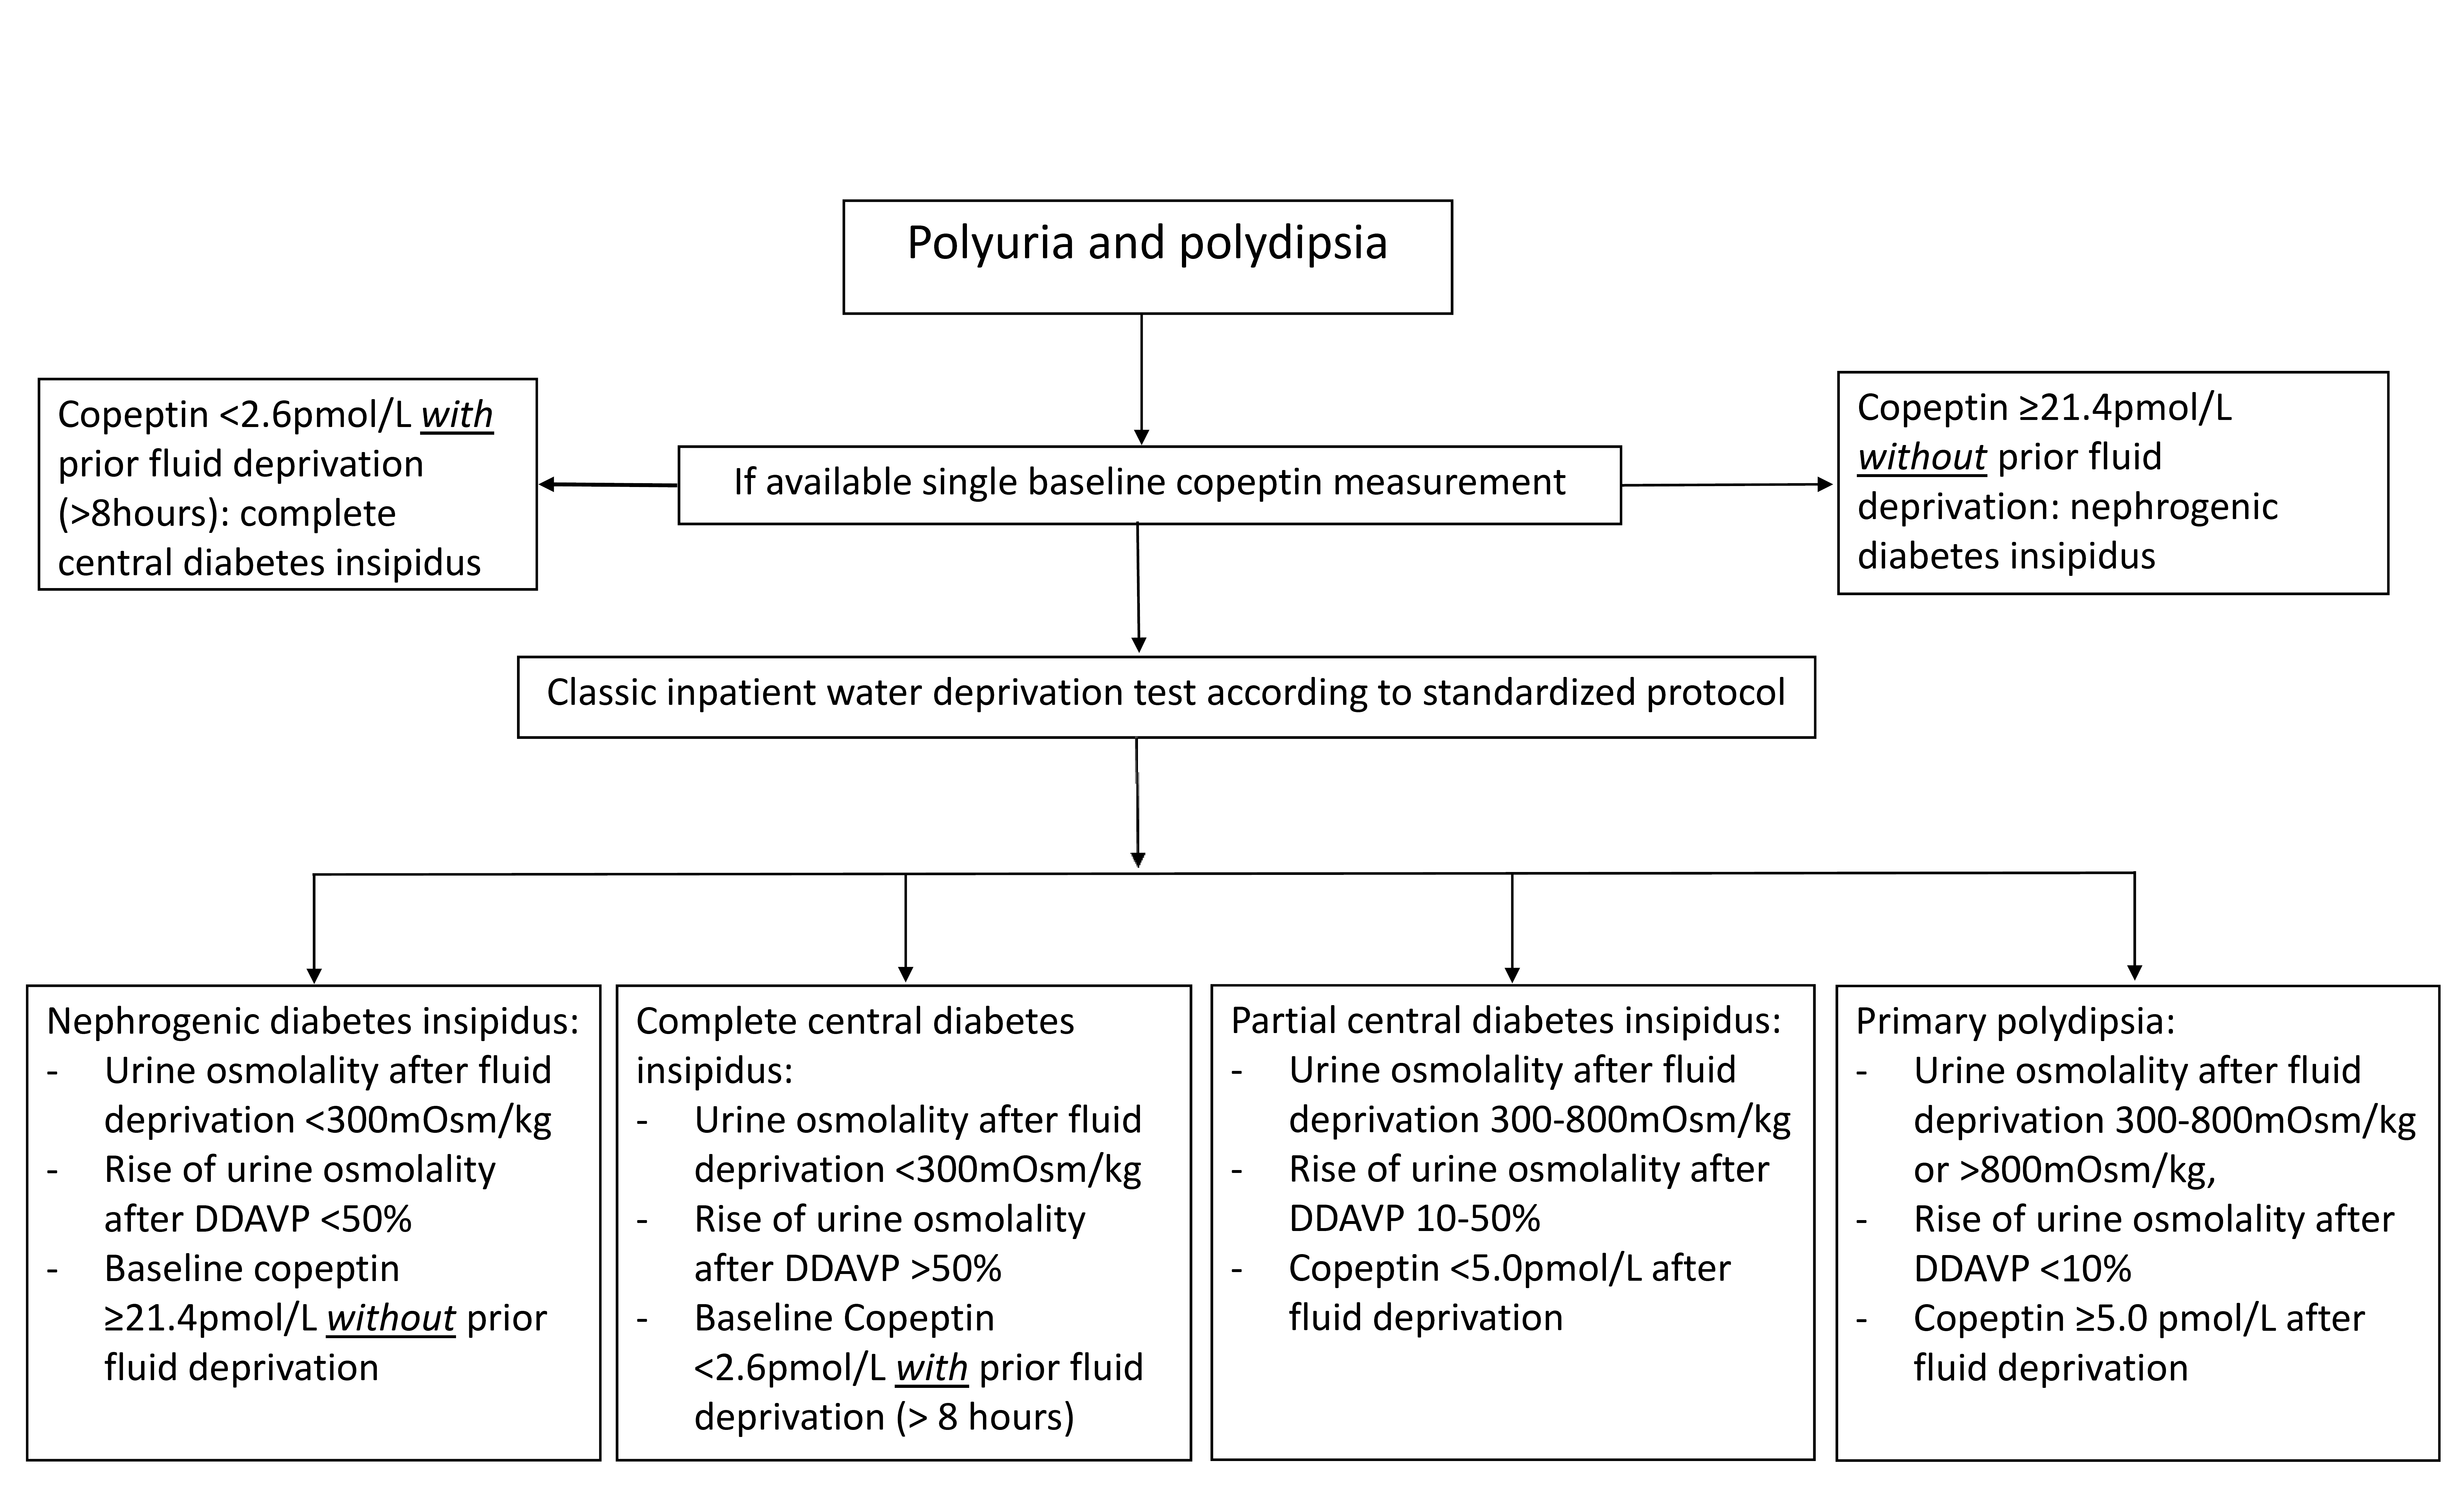 Polyuria and polydipsia
Copeptin <2.6pmol/L with
prior fluid deprivation
(>8hours): complete
central diabetes insipidus
If available single baseline copeptin measurement
Copeptin ≥21.4pmol/L
without prior fluid
deprivation: nephrogenic
diabetes insipidus
Classic inpatient water deprivation test according to standardized protocol
Nephrogenic diabetes insipidus:
- Urine osmolality after fluid
deprivation <300mOsm/kg
- Rise of urine osmolality
after DDAVP <50%
- Baseline copeptin
≥21.4pmol/L without prior
fluid deprivation
Complete central diabetes
insipidus:
- Urine osmolality after fluid
deprivation <300mOsm/kg
- Rise of urine osmolality
after DDAVP >50%
- Baseline Copeptin
<2.6pmol/L with prior fluid
deprivation (> 8 hours)
Partial central diabetes insipidus:
- Urine osmolality after fluid
deprivation 300-800mOsm/kg
- Rise of urine osmolality after
DDAVP 10-50%
- Copeptin <5.0pmol/L after
fluid deprivation
Primary polydipsia:
- Urine osmolality after fluid
deprivation 300-800mOsm/kg
or >800mOsm/kg,
- Rise of urine osmolality after
DDAVP <10%
- Copeptin ≥5.0 pmol/L after
fluid deprivation